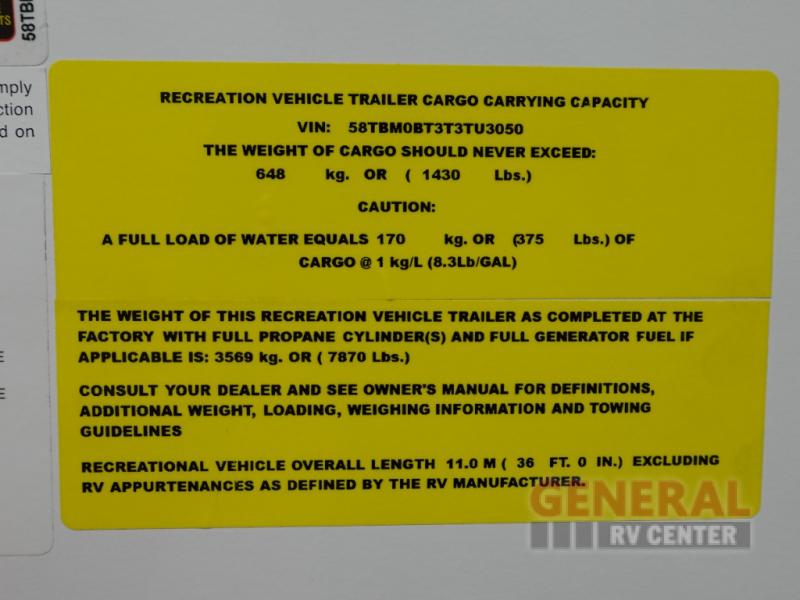 TS
58TBM
mply
ction
d on
RECREATION VEHICLE TRAILER CARGO CARRYING CAPACITY
VIN: 58TBM0BT3T3TU3050
THE WEIGHT OF CARGO SHOULD NEVER EXCEED:
648 kg. OR ( 1430 Lbs.)
CAUTION:
A FULL LOAD OF WATER EQUALS 170 kg. OR (375 Lbs.) OF
CARGO @ 1 kg/L (8.3Lb/GAL)
THE WEIGHT OF THIS RECREATION VEHICLE TRAILER AS COMPLETED AT THE
FACTORY WITH FULL PROPANE CYLINDER(S) AND FULL GENERATOR FUEL IF
APPLICABLE IS: 3569 kg. OR ( 7870 Lbs.)
E
E
CONSULT YOUR DEALER AND SEE OWNER'S MANUAL FOR DEFINITIONS,
ADDITIONAL WEIGHT, LOADING, WEIGHING INFORMATION AND TOWING
GUIDELINES
RECREATIONAL VEHICLE OVERALL LENGTH 11.0 M ( 36 FT. 0 IN.) EXCLUDING
RV APPURTENANCES AS DEFINED BY THE RV MANUFACTURER.
GENERAL
RV CENTER